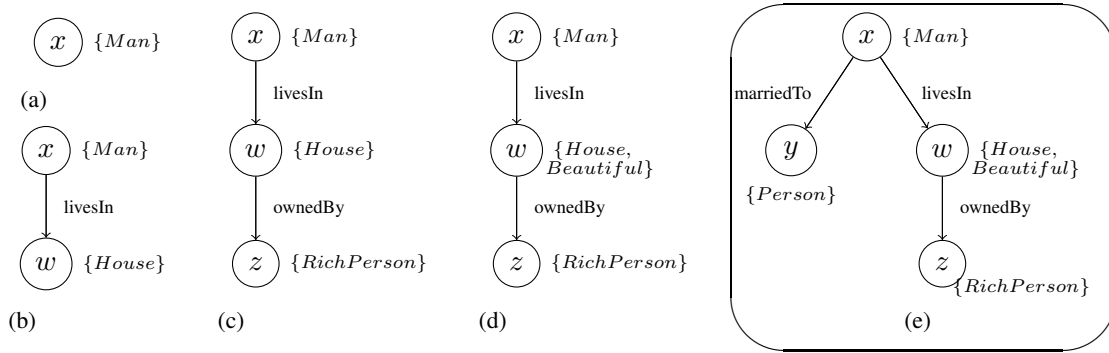 x {Man}
(a)
x {Man}
livesIn
w {House}
(b)
x {Man}
livesIn
w {House}
ownedBy
z {RichPerson}
(c)
x {Man}
livesIn
w {House,
Beautiful}
ownedBy
z {RichPerson}
(d)
x {Man}
marriedTo livesIn
y w {House,
Beautiful}
{Person}
ownedBy
z
{RichPerson}
(e)